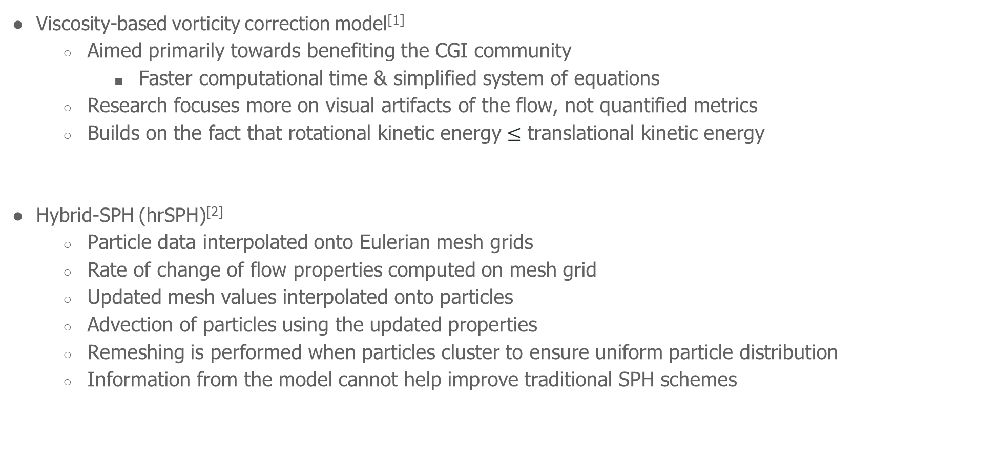 ● Viscosity-based vorticity correction model[1]
○ Aimed primarily towards benefiting the CGI community
■ Faster computational time & simplified system of equations
○ Research focuses more on visual artifacts of the flow, not quantified metrics
○ Builds on the fact that rotational kinetic energy ≤ translational kinetic energy
● Hybrid-SPH (hrSPH)[2]
○ Particle data interpolated onto Eulerian mesh grids
○ Rate of change of flow properties computed on mesh grid
○ Updated mesh values interpolated onto particles
○ Advection of particles using the updated properties
○ Remeshing is performed when particles cluster to ensure uniform particle distribution
○ Information from the model cannot help improve traditional SPH schemes